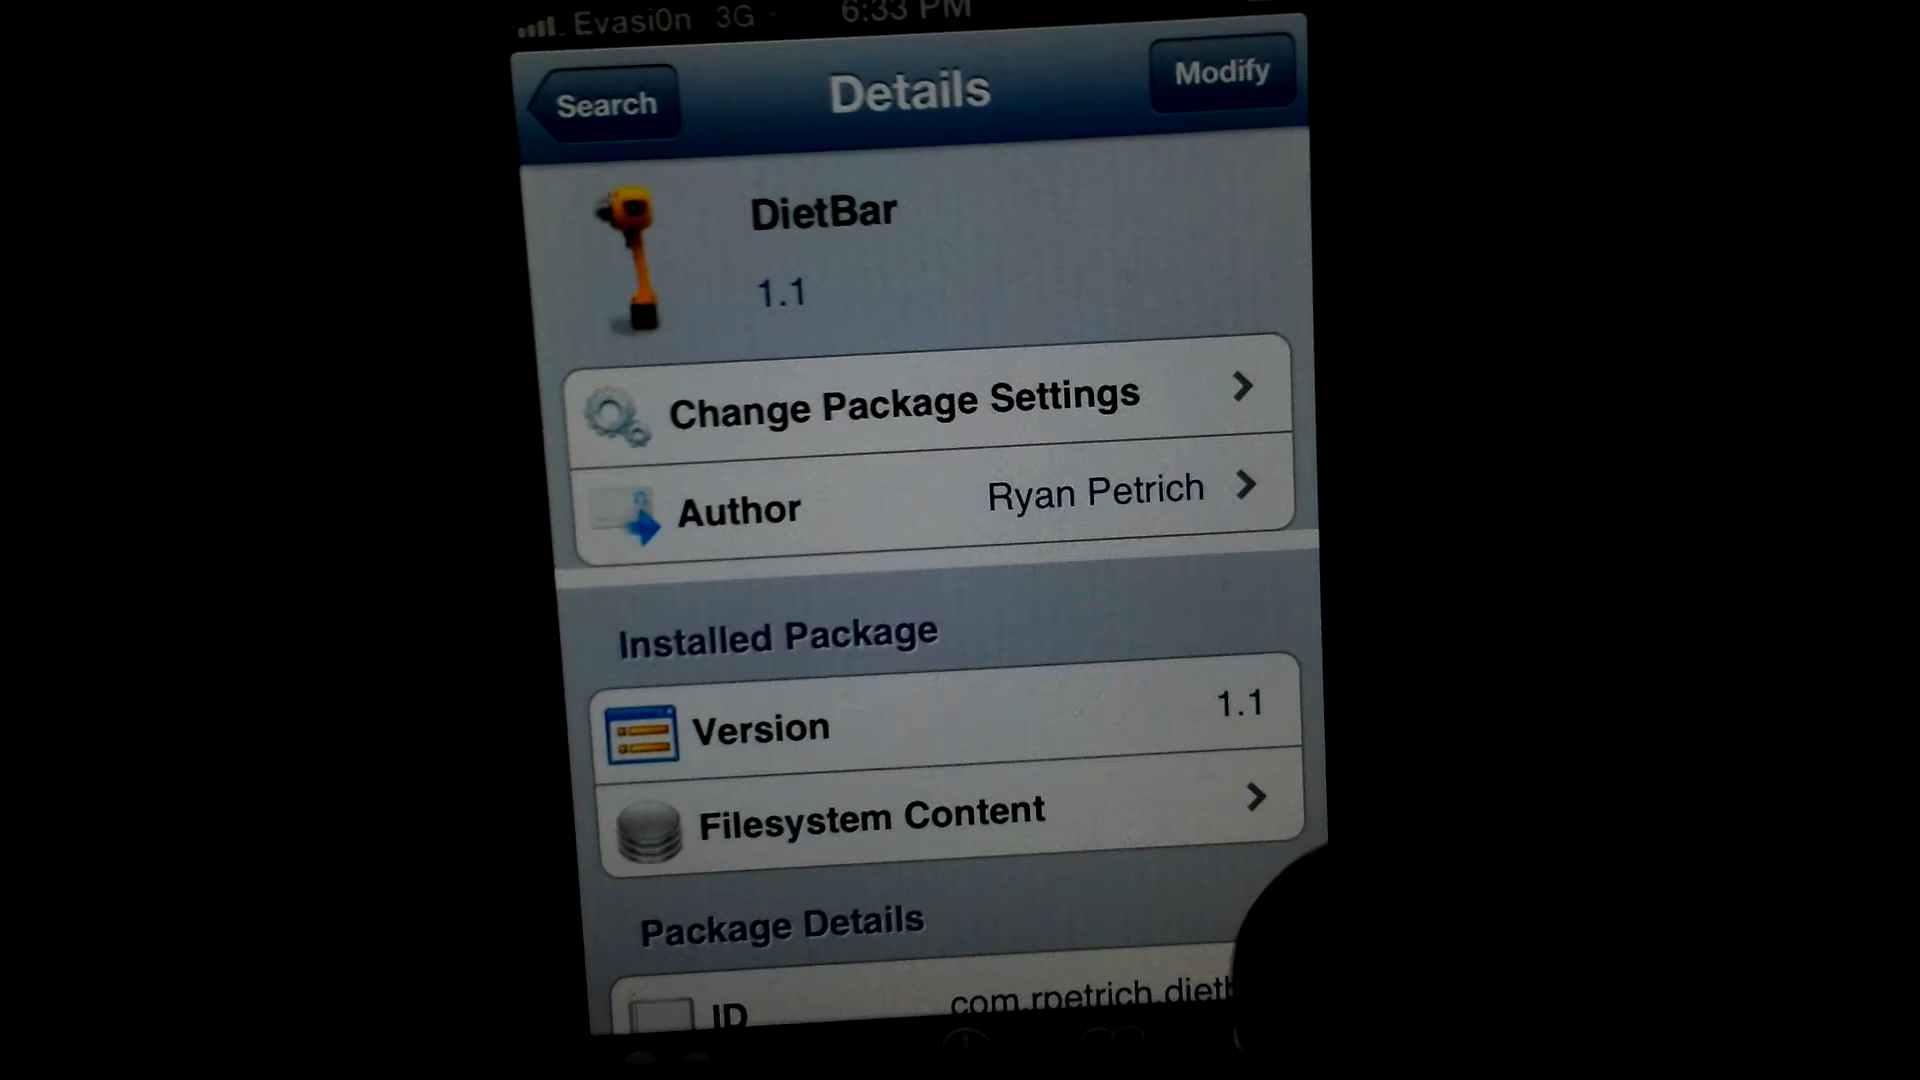 Evasi0n 3G 6:33 PM
Search Details Modify
DietBar
1.1
Change Package Settings
Author Ryan Petrich
Installed Package
Version 1.1
Filesystem Content
Package Details
ID com.rpetrich.diet